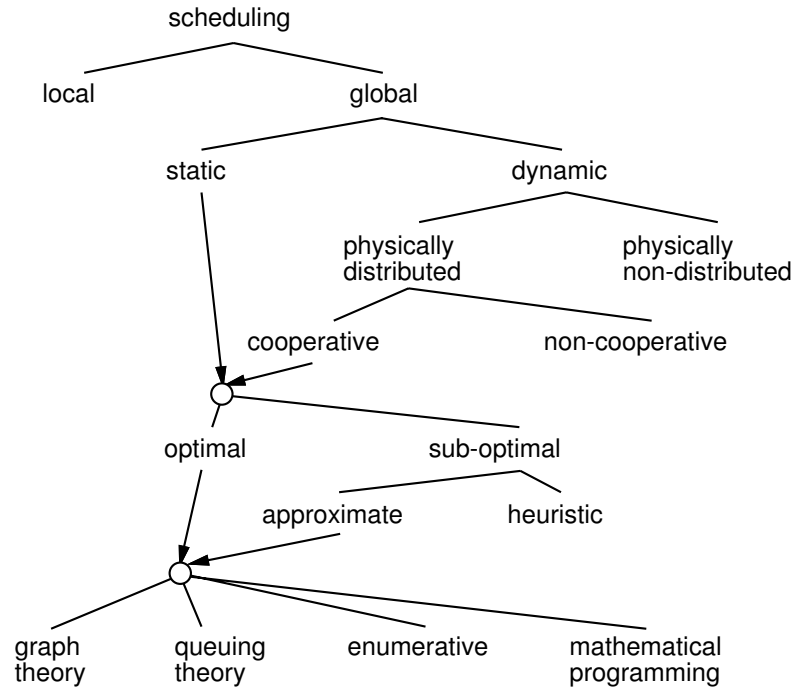 scheduling
local
global
static
dynamic
physically
distributed
physically
non-distributed
cooperative
non-cooperative
optimal
sub-optimal
approximate
heuristic
graph
theory
queuing
theory
enumerative
mathematical
programming